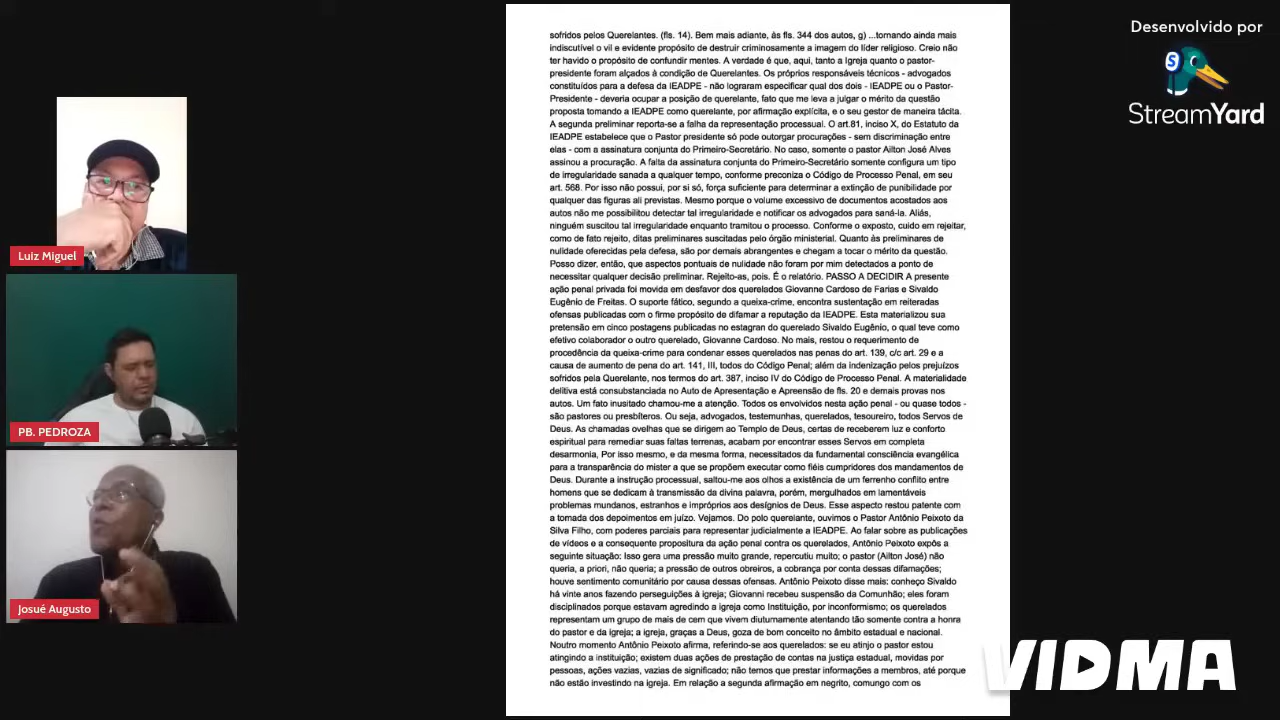 Luiz Miguel
PB. PEDROZA
Josué Augusto
sofridos pelos Querelantes. (fls. 14). Bem mais adiante, às fls. 344 dos autos, g) ...tornando ainda mais
indiscutível o vil e evidente propósito de destruir criminosamente a imagem do líder religioso. Creio não
ter havido o propósito de confundir mentes. A verdade é que, aqui, tanto a Igreja quanto o pastor-
presidente foram alçados à condição de Querelantes. Os próprios responsáveis técnicos - advogados
constituídos para a defesa da IEADPE - não lograram especificar qual dos dois - IEADPE ou o Pastor-
Presidente - deveria ocupar a posição de querelante, fato que me leva a julgar o mérito da questão
proposta tomando a IEADPE como querelante, por afirmação explícita, e o seu gestor de maneira tácita.
A segunda preliminar reporta-se a falha da representação processual. O art.81, inciso X, do Estatuto da
IEADPE estabelece que o Pastor presidente só pode outorgar procurações - sem discriminação entre
elas - com a assinatura conjunta do Primeiro-Secretário. No caso, somente o pastor Ailton José Alves
assinou a procuração. A falta da assinatura conjunta do Primeiro-Secretário somente configura um tipo
de irregularidade sanada a qualquer tempo, conforme preconiza o Código de Processo Penal, em seu
art. 568. Por isso não possui, por si só, força suficiente para determinar a extinção de punibilidade por
qualquer das figuras ali previstas. Mesmo porque o volume excessivo de documentos acostados aos
autos não me possibilitou detectar tal irregularidade e notificar os advogados para saná-la. Aliás,
ninguém suscitou tal irregularidade enquanto tramitou o processo. Conforme o exposto, cuido em rejeitar,
como de fato rejeito, ditas preliminares suscitadas pelo órgão ministerial. Quanto às preliminares de
nulidade oferecidas pela defesa, são por demais abrangentes e chegam a tocar o mérito da questão.
Posso dizer, então, que aspectos pontuais de nulidade não foram por mim detectados a ponto de
necessitar qualquer decisão preliminar. Rejeito-as, pois. É o relatório. PASSO A DECIDIR A presente
ação penal privada foi movida em desfavor dos querelados Giovanne Cardoso de Farias e Sivaldo
Eugênio de Freitas. O suporte fático, segundo a queixa-crime, encontra sustentação em reiteradas
ofensas publicadas com o firme propósito de difamar a reputação da IEADPE. Esta materializou sua
pretensão em cinco postagens publicadas no estagran do querelado Sivaldo Eugênio, o qual teve como
efetivo colaborador o outro querelado, Giovanne Cardoso. No mais, restou o requerimento de
procedência da queixa-crime para condenar esses querelados nas penas do art. 139, c/c art. 29 e a
causa de aumento de pena do art. 141, III, todos do Código Penal; além da indenização pelos prejuízos
sofridos pela Querelante, nos termos do art. 387, inciso IV do Código de Processo Penal. A materialidade
delitiva está consubstanciada no Auto de Apresentação e Apreensão de fls. 20 e demais provas nos
autos. Um fato inusitado chamou-me a atenção. Todos os envolvidos nesta ação penal - ou quase todos -
são pastores ou presbíteros. Ou seja, advogados, testemunhas, querelados, tesoureiro, todos Servos de
Deus. As chamadas ovelhas que se dirigem ao Templo de Deus, certas de receberem luz e conforto
espiritual para remediar suas faltas terrenas, acabam por encontrar esses Servos em completa
desarmonia, Por isso mesmo, e da mesma forma, necessitados da fundamental consciência evangélica
para a transparência do mister a que se propõem executar como fiéis cumpridores dos mandamentos de
Deus. Durante a instrução processual, saltou-me aos olhos a existência de um ferrenho conflito entre
homens que se dedicam à transmissão da divina palavra, porém, mergulhados em lamentáveis
problemas mundanos, estranhos e impróprios aos desígnios de Deus. Esse aspecto restou patente com
a tomada dos depoimentos em juízo. Vejamos. Do polo querelante, ouvimos o Pastor Antônio Peixoto da
Silva Filho, com poderes parciais para representar judicialmente a IEADPE. Ao falar sobre as publicações
de vídeos e a consequente propositura da ação penal contra os querelados, Antônio Peixoto expôs a
seguinte situação: Isso gera uma pressão muito grande, repercutiu muito; o pastor (Ailton José) não
queria, a priori, não queria; a pressão de outros obreiros, a cobrança por conta dessas difamações;
houve sentimento comunitário por causa dessas ofensas. Antônio Peixoto disse mais: conheço Sivaldo
há vinte anos fazendo perseguições à igreja; Giovanni recebeu suspensão da Comunhão; eles foram
disciplinados porque estavam agredindo a igreja como Instituição, por inconformismo; os querelados
representam um grupo de mais de cem que vivem diuturnamente atentando tão somente contra a honra
do pastor e da igreja; a igreja, graças a Deus, goza de bom conceito no âmbito estadual e nacional.
Noutro momento Antônio Peixoto afirma, referindo-se aos querelados: se eu atinjo o pastor estou
atingindo a instituição; existem duas ações de prestação de contas na justiça estadual, movidas por
pessoas, ações vazias, vazias de significado; não temos que prestar informações a membros, até porque
não estão investindo na igreja. Em relação a segunda afirmação em negrito, comungo com os
Desenvolvido por
StreamYard
VIDMA